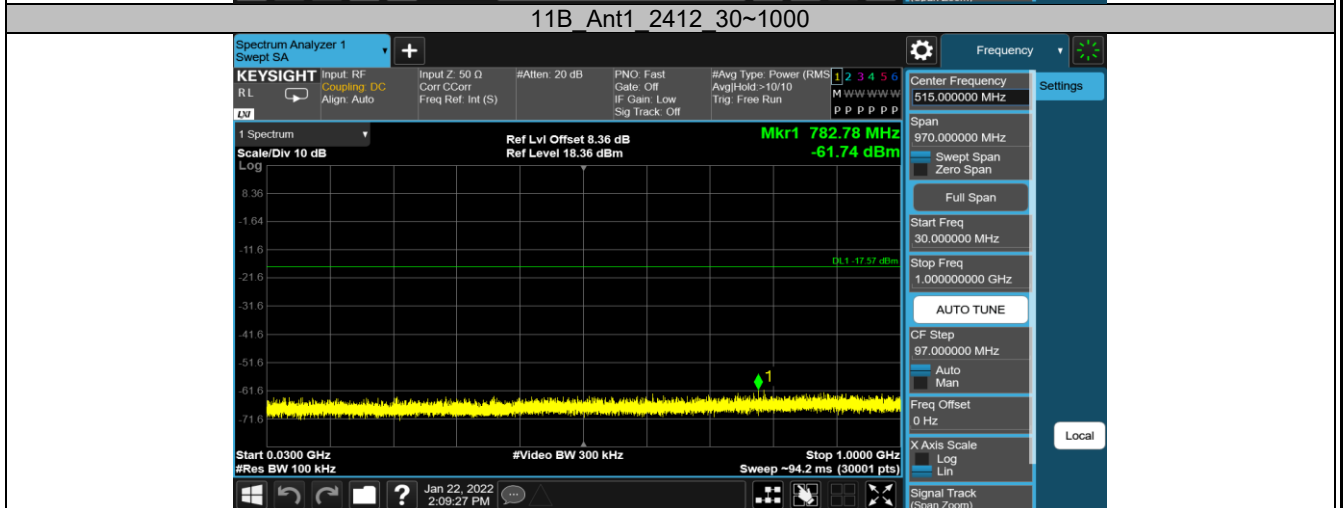 11B_Ant1_2412_30~1000
Spectrum Analyzer 1
Swept SA
+
Frequency
KEYSIGHT
RL
LXI
Input: RF
Coupling: DC
Align: Auto
Input Z: 50 Ω
Corr CCorr
Freq Ref: Int (S)
#Atten: 20 dB
PNO: Fast
Gate: Off
IF Gain: Low
Sig Track: Off
#Avg Type: Power (RMS
Avg|Hold:>10/10
Trig: Free Run
1 2 3 4 5 6
M W W W W W
P P P P P P
Center Frequency
515.000000 MHz
Settings
1 Spectrum
Scale/Div 10 dB
Ref Lvl Offset 8.36 dB
Ref Level 18.36 dBm
Mkr1 782.78 MHz
-61.74 dBm
Span
970.000000 MHz
Swept Span
Zero Span
Full Span
Start Freq
30.000000 MHz
Stop Freq
1.000000000 GHz
AUTO TUNE
CF Step
97.000000 MHz
Auto
Man
Freq Offset
0 Hz
X Axis Scale
Log
Lin
Signal Track
(Span Zoom)
Local
Log
8.36
-1.64
-11.6
-21.6
-31.6
-41.6
-51.6
-61.6
-71.6
DL1 -17.57 dBm
1
Start 0.0300 GHz
#Res BW 100 kHz
#Video BW 300 kHz
Stop 1.0000 GHz
Sweep ~94.2 ms (30001 pts)
?
Jan 22, 2022
2:09:27 PM